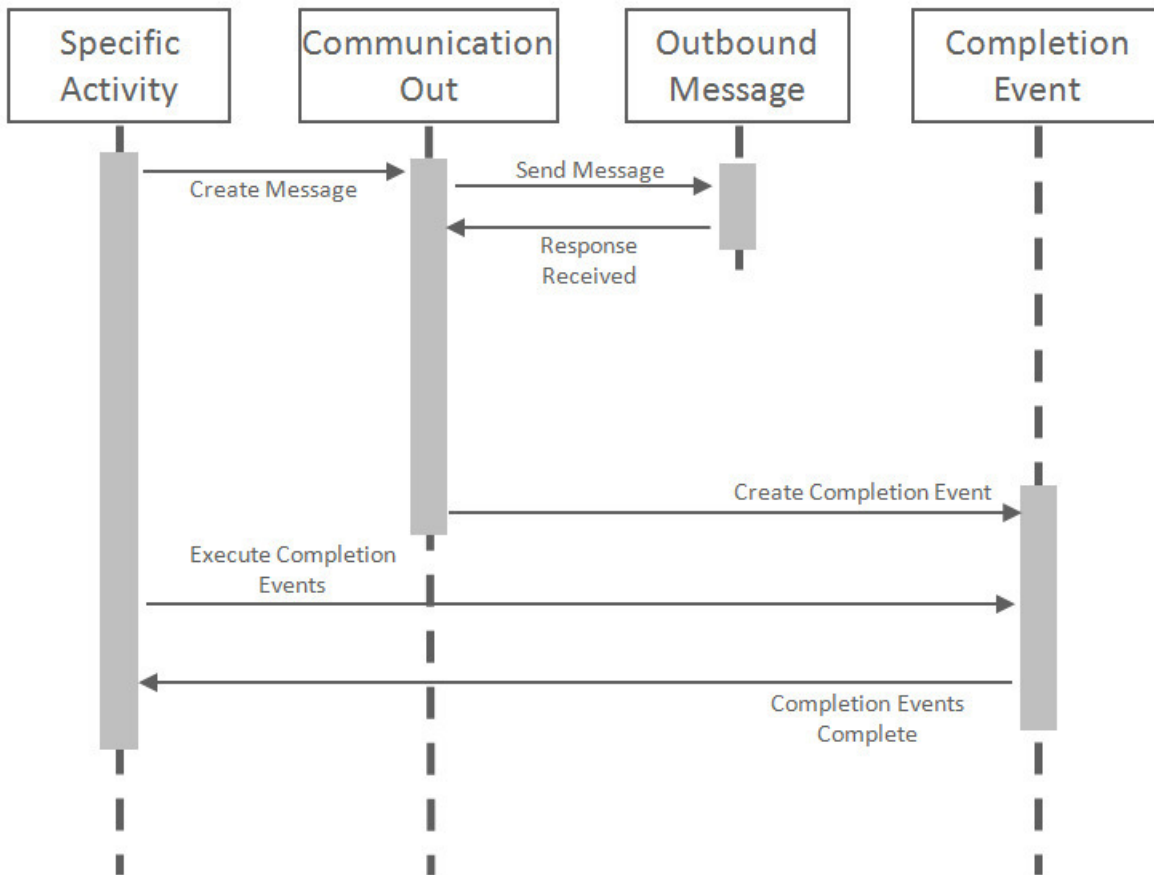 Specific
Activity
Communication
Out
Outbound
Message
Completion
Event
Create Message
Send Message
Response
Received
Create Completion Event
Execute Completion
Events
Completion Events
Complete